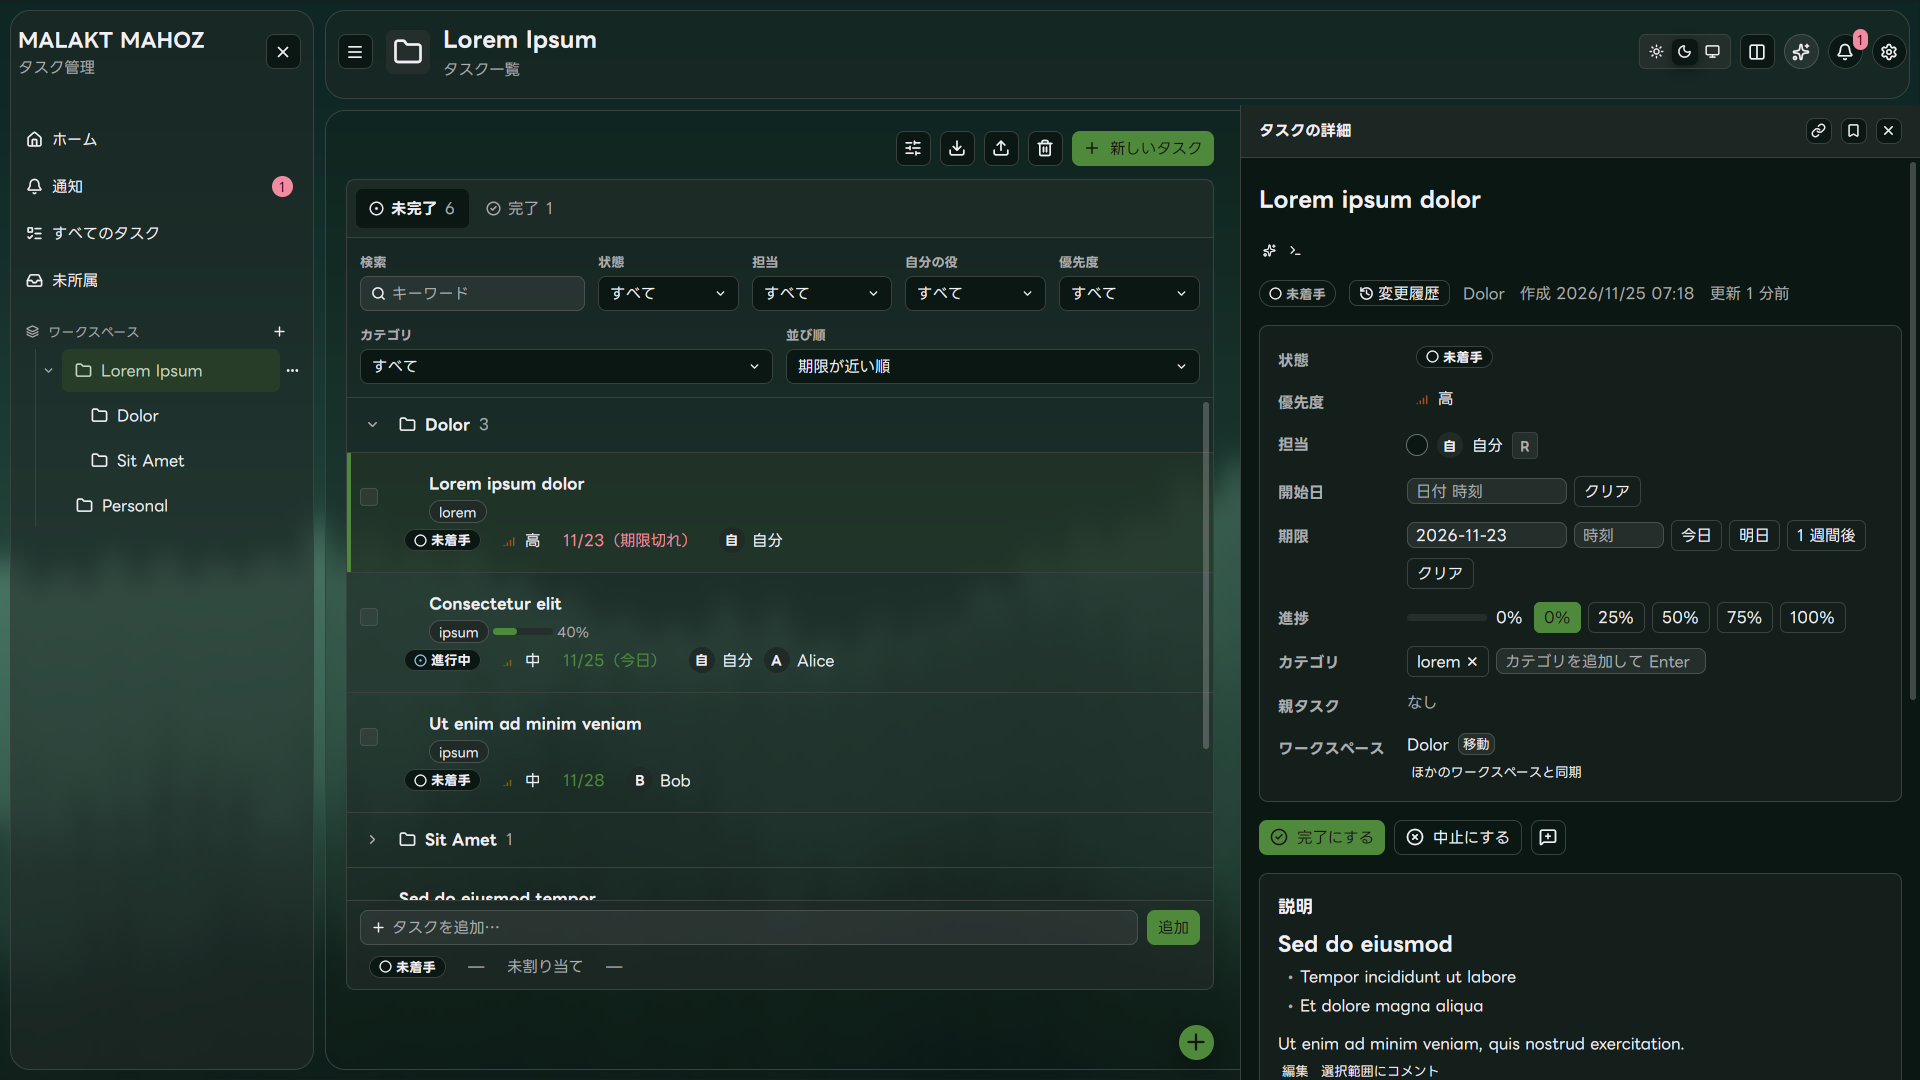 MALAKT MAHOZ
タスク管理
ホーム
通知 1
すべてのタスク
未所属
ワークスペース
Lorem Ipsum
Dolor
Sit Amet
Personal
Lorem Ipsum
タスク一覧
1
新しいタスク
未完了 6 完了 1
検索 状態 担当 自分の役 優先度
キーワード すべて すべて すべて すべて
カテゴリ 並び順
すべて 期限が近い順
Dolor 3
Lorem ipsum dolor
lorem
未着手 高 11/23（期限切れ） 自 自分
Consectetur elit
ipsum 40%
進行中 中 11/25（今日） 自 自分 A Alice
Ut enim ad minim veniam
ipsum
未着手 中 11/28 B Bob
Sit Amet 1
Sed do eiusmod tempor
タスクを追加… 追加
未着手 — 未割り当て —
タスクの詳細
Lorem ipsum dolor
未着手 変更履歴 Dolor 作成 2026/11/25 07:18 更新 1 分前
状態 未着手
優先度 高
担当 自 自分 R
開始日 日付 時刻 クリア
期限 2026-11-23 時刻 今日 明日 1 週間後
クリア
進捗 0% 0% 25% 50% 75% 100%
カテゴリ lorem × カテゴリを追加して Enter
親タスク なし
ワークスペース Dolor 移動
ほかのワークスペースと同期
完了にする 中止にする
説明
Sed do eiusmod
• Tempor incididunt ut labore
• Et dolore magna aliqua
Ut enim ad minim veniam, quis nostrud exercitation.
編集 選択範囲にコメント